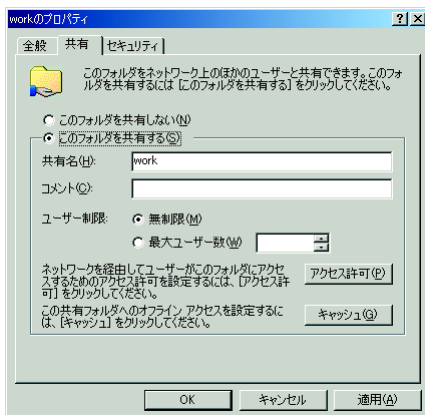 workのプロパティ
全般
共有
セキュリティ
このフォルダをネットワーク上のほかのユーザーと共有できます。このフォ
ルダを共有するには [このフォルダを共有する] をクリックしてください。
このフォルダを共有しない(N)
このフォルダを共有する(S)
共有名(H):
work
コメント(C):
ユーザー制限:
無制限(M)
最大ユーザー数(W)
ネットワークを経由してユーザーがこのフォルダにアクセ
スするためのアクセス許可を設定するには、[アクセス許
可] をクリックしてください。
アクセス許可(P)
この共有フォルダへのオフライン アクセスを設定するに
は、[キャッシュ] をクリックしてください。
キャッシュ(G)
OK
キャンセル
適用(A)